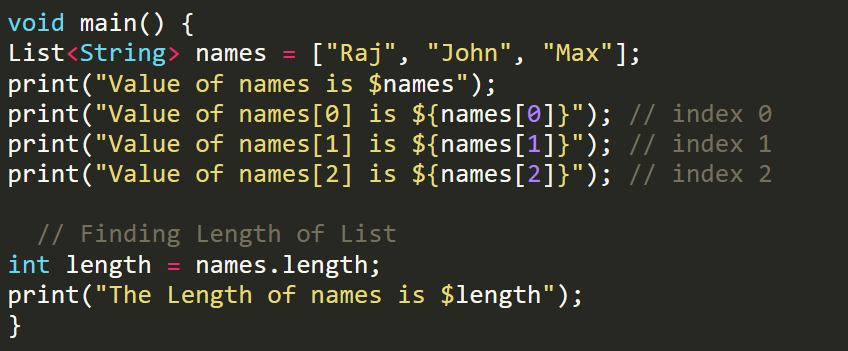 void main() {
List<String> names = ["Raj", "John", "Max"];
print("Value of names is $names");
print("Value of names[0] is ${names[0]}"); // index 0
print("Value of names[1] is ${names[1]}"); // index 1
print("Value of names[2] is ${names[2]}"); // index 2

  // Finding Length of List
int length = names.length;
print("The Length of names is $length");
}